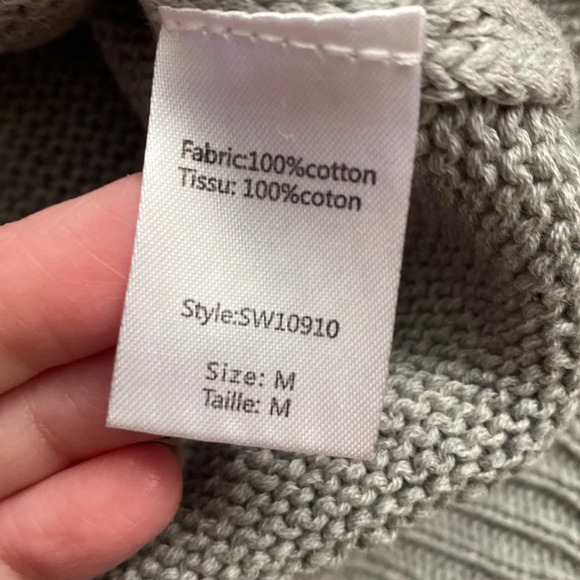 Fabric:100%cotton
Tissu: 100%coton
Style:SW10910
Size: M
Taille: M